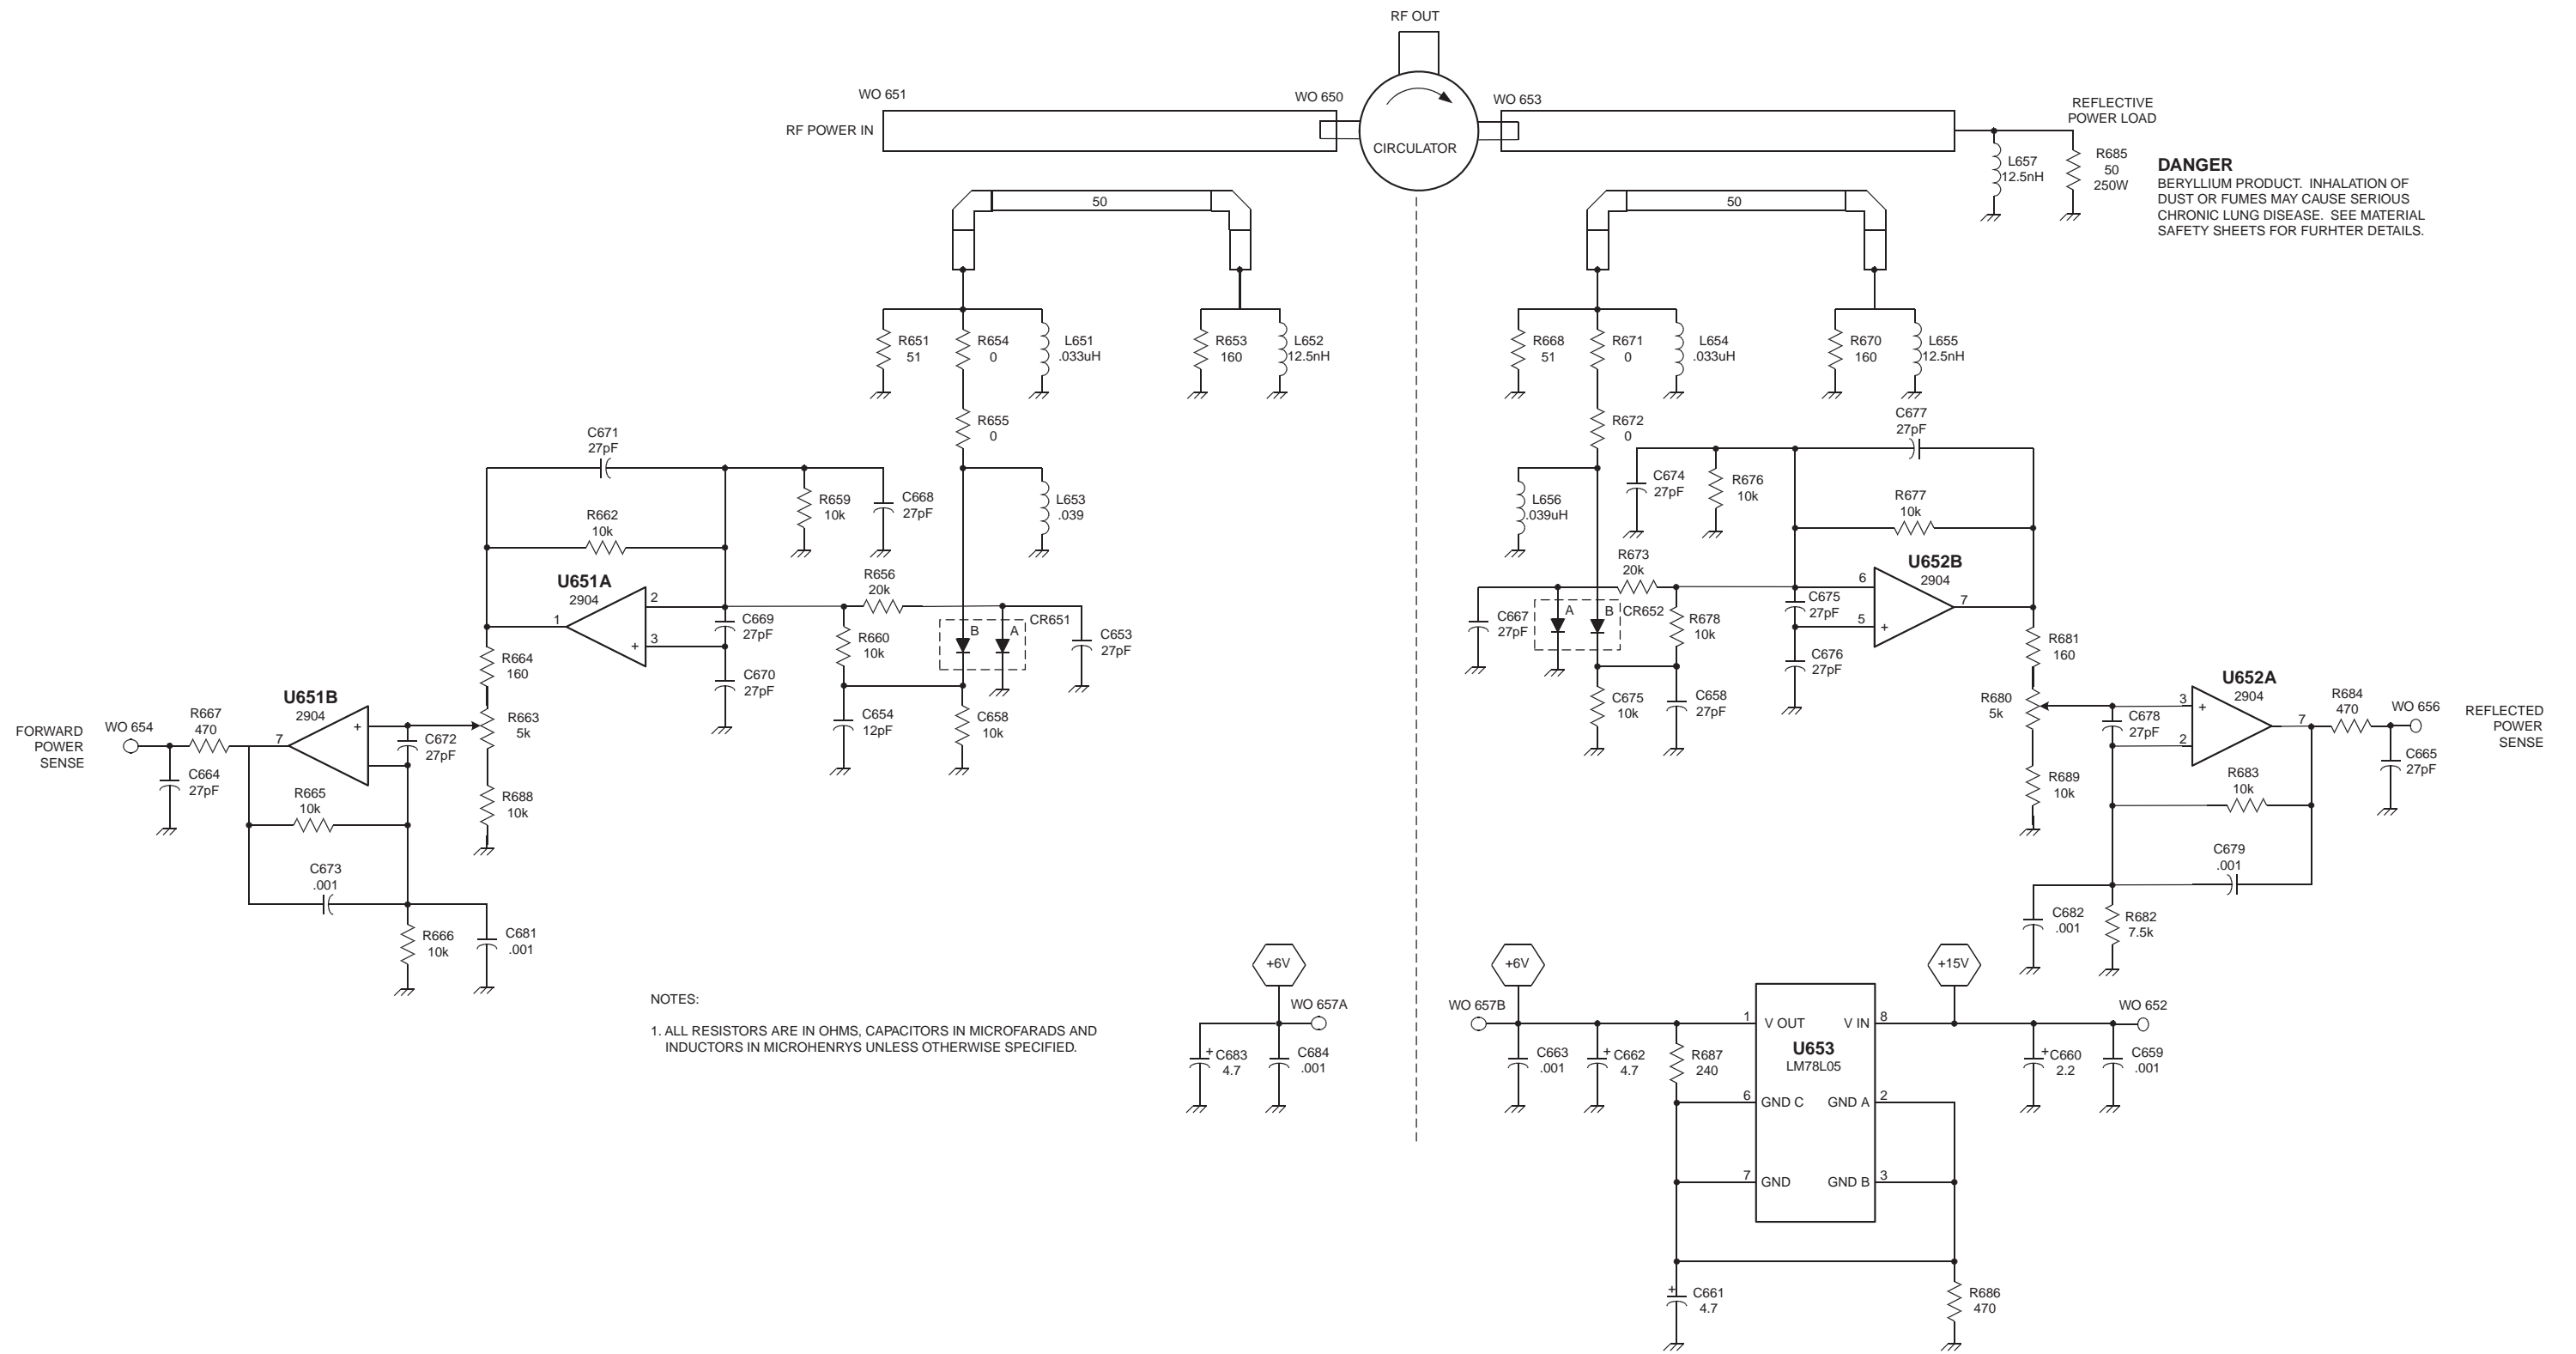 RF OUT
WO 651
WO 650
WO 653
RF POWER IN
CIRCULATOR
REFLECTIVE
POWER LOAD
L657
12.5nH
R685
50
250W
DANGER
BERYLLIUM PRODUCT. INHALATION OF
DUST OR FUMES MAY CAUSE SERIOUS
CHRONIC LUNG DISEASE. SEE MATERIAL
SAFETY SHEETS FOR FURHTER DETAILS.
50
50
R651
51
R654
0
L651
.033uH
R653
160
L652
12.5nH
R668
51
R671
0
L654
.033uH
R670
160
L655
12.5nH
R655
0
R672
0
C671
27pF
R662
10k
R659
10k
C668
27pF
L653
.039
U651A
2904
2
3
+
1
R656
20k
C669
27pF
R660
10k
B
A
CR651
C653
27pF
C670
27pF
C654
12pF
C658
10k
R664
160
R663
5k
R688
10k
U651B
2904
+
7
C672
27pF
FORWARD
POWER
SENSE
WO 654
R667
470
C664
27pF
R665
10k
C673
.001
R666
10k
C681
.001
C677
27pF
C674
27pF
R676
10k
R677
10k
L656
.039uH
R673
20k
U652B
2904
6
5
+
7
C667
27pF
A
B
CR652
R678
10k
C675
27pF
C676
27pF
C675
10k
C658
27pF
R681
160
R680
5k
R689
10k
U652A
2904
3
+
2
7
C678
27pF
R684
470
WO 656
C665
27pF
REFLECTED
POWER
SENSE
R683
10k
C679
.001
C682
.001
R682
7.5k
NOTES:
1. ALL RESISTORS ARE IN OHMS, CAPACITORS IN MICROFARADS AND
INDUCTORS IN MICROHENRYS UNLESS OTHERWISE SPECIFIED.
+6V
WO 657A
+
C683
4.7
C684
.001
+6V
WO 657B
C663
.001
+
C662
4.7
R687
240
1
V OUT
V IN
8
U653
LM78L05
6
GND C
GND A
2
7
GND
GND B
3
+15V
WO 652
+
C660
2.2
C659
.001
+
C661
4.7
R686
470